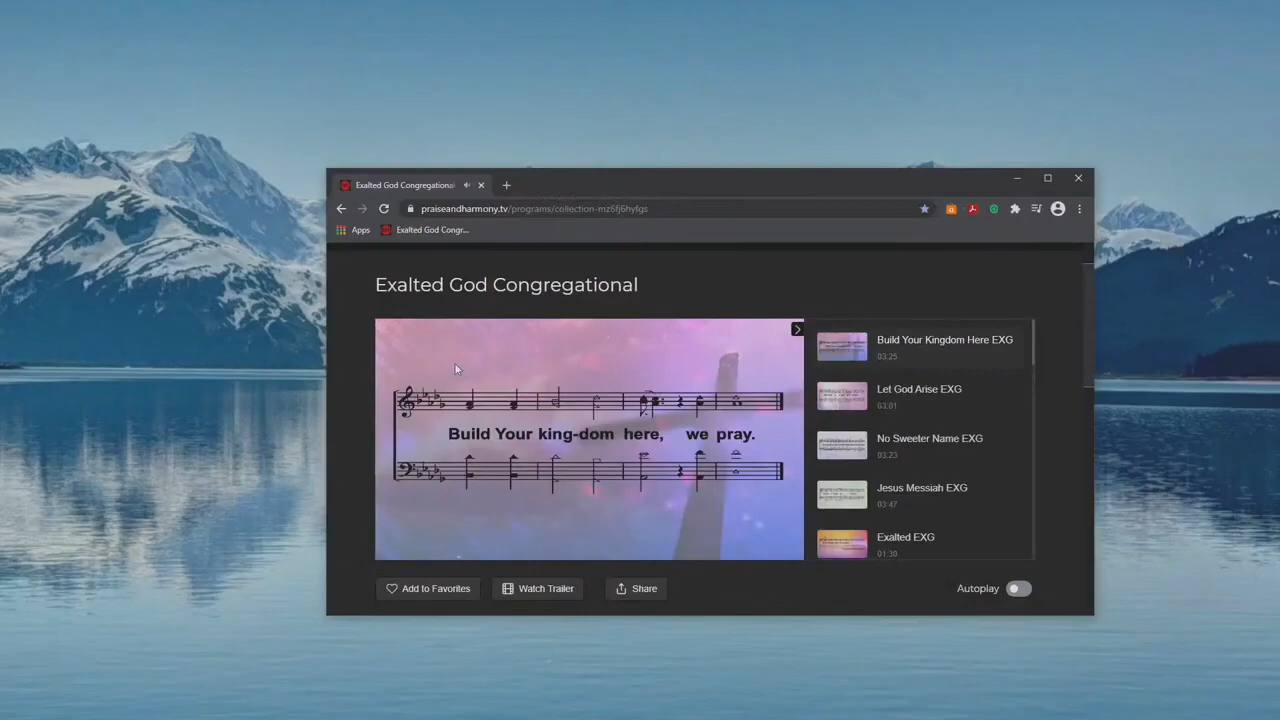 Exalted God Congregational
praiseandharmony.tv/programs/collection-mz6fj6hyfgs
Apps
Exalted God Congr...
Exalted God Congregational
Build Your king-dom here, we pray.
Build Your Kingdom Here EXG
03:25
Let God Arise EXG
03:01
No Sweeter Name EXG
03:23
Jesus Messiah EXG
03:47
Exalted EXG
01:30
Add to Favorites
Watch Trailer
Share
Autoplay